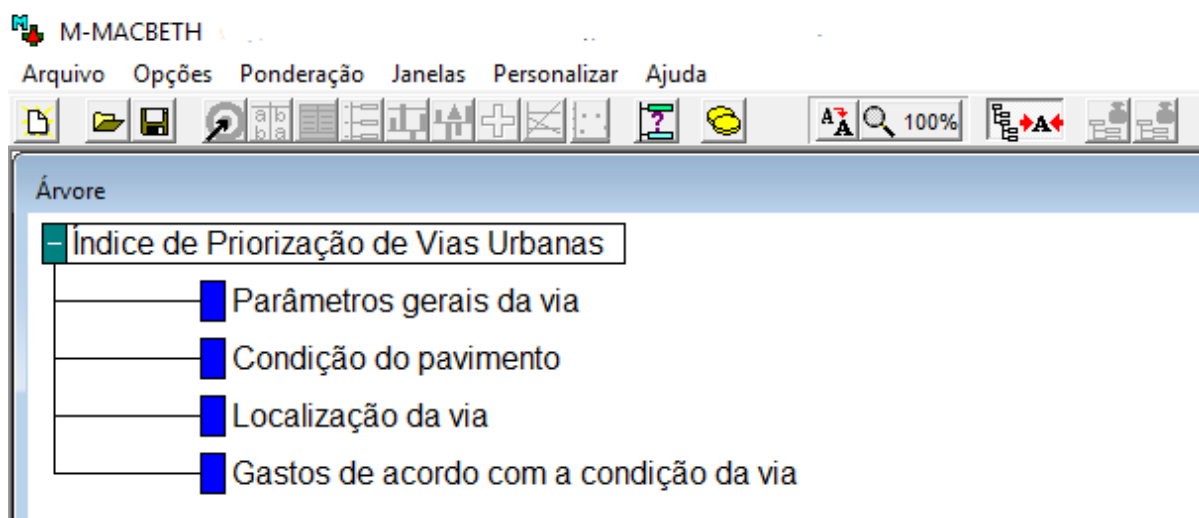 M-MACBETH
Arquivo Opções Ponderação Janelas Personalizar Ajuda
100%
Árvore
Índice de Priorização de Vias Urbanas
Parâmetros gerais da via
Condição do pavimento
Localização da via
Gastos de acordo com a condição da via